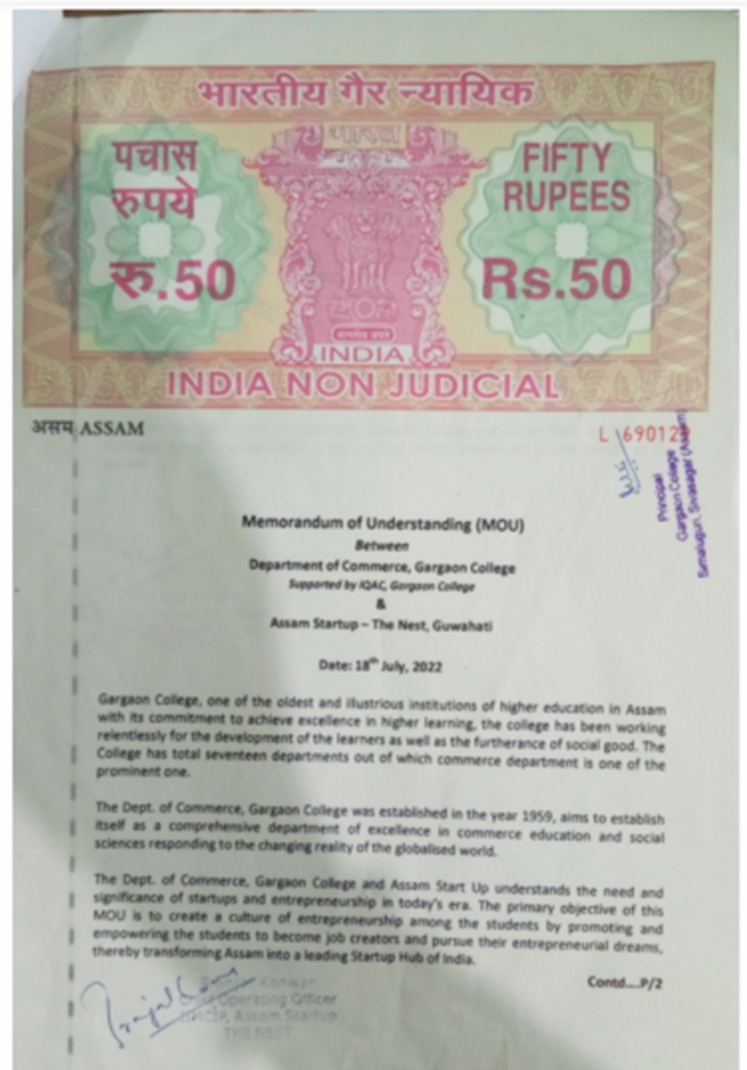 भारतीय गैर न्यायिक
भारत
पचास
रुपये
रु.50
FIFTY
RUPEES
Rs.50
INDIA
INDIA NON JUDICIAL
असम ASSAM
L 690129
Principal
Gargaon College
Simaluguri, Sivasagar (Assam)
Memorandum of Understanding (MOU)
Between
Department of Commerce, Gargaon College
Supported by IQAC, Gargaon College
&
Assam Startup – The Nest, Guwahati
Date: 18th July, 2022
Gargaon College, one of the oldest and illustrious institutions of higher education in Assam
with its commitment to achieve excellence in higher learning, the college has been working
relentlessly for the development of the learners as well as the furtherance of social good. The
College has total seventeen departments out of which commerce department is one of the
prominent one.
The Dept. of Commerce, Gargaon College was established in the year 1959, aims to establish
itself as a comprehensive department of excellence in commerce education and social
sciences responding to the changing reality of the globalised world.
The Dept. of Commerce, Gargaon College and Assam Start Up understands the need and
significance of startups and entrepreneurship in today's era. The primary objective of this
MOU is to create a culture of entrepreneurship among the students by promoting and
empowering the students to become job creators and pursue their entrepreneurial dreams,
thereby transforming Assam into a leading Startup Hub of India.
Contd....P/2
Konwar
Operating Officer
Assam Startup
THE NEST